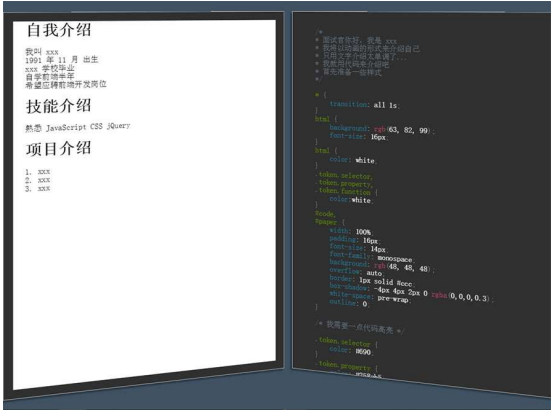 自我介绍
我叫 xxx
1991 年 11 月 出生
xxx 学校毕业
自学前端半年
希望应聘前端开发岗位
技能介绍
熟悉 JavaScript CSS jQuery
项目介绍
1. xxx
2. xxx
3. xxx
/*
* 面试官你好，我是 xxx
* 我将以动画的形式来介绍自己
* 只用文字介绍太单调了...
* 我就用代码来介绍吧
* 首先准备一些样式
*/
* {
transition: all 1s;
}
html {
background: rgb(63, 82, 99);
font-size: 16px;
}
html {
color: white;
}
.token.selector,
.token.property,
.token.function {
color:white;
}
#code,
#paper {
width: 100%;
padding: 16px;
font-size: 14px;
font-family: monospace;
background: rgb(48, 48, 48);
overflow: auto;
border: 1px solid #ccc;
box-shadow: -4px 4px 2px 0 rgba(0,0,0,0.3);
white-space: pre-wrap;
outline: 0;
}
/* 我需要一点代码高亮 */
.token.selector {
color: #690;
}
.token.property {